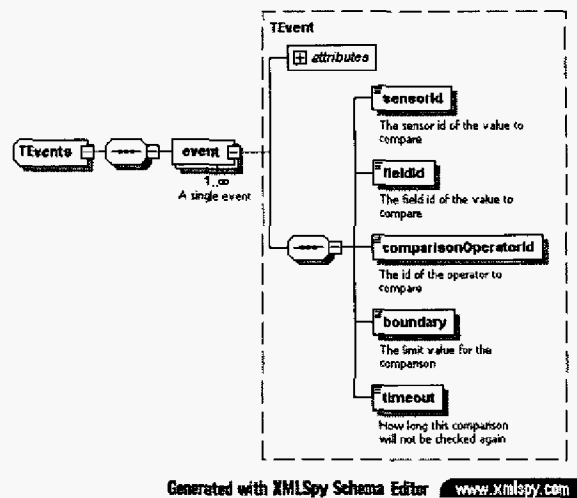 TEvent
attributes
sensorId
The sensor id of the value to
compare
TEvents
event
1..∞
A single event
fieldId
The field id of the value to
compare
comparisonOperatorId
The id of the operator to
compare
boundary
The limit value for the
comparison
timeout
How long this comparison
will not be checked again
Generated with XMLSpy Schema Editor www.xmlspy.com